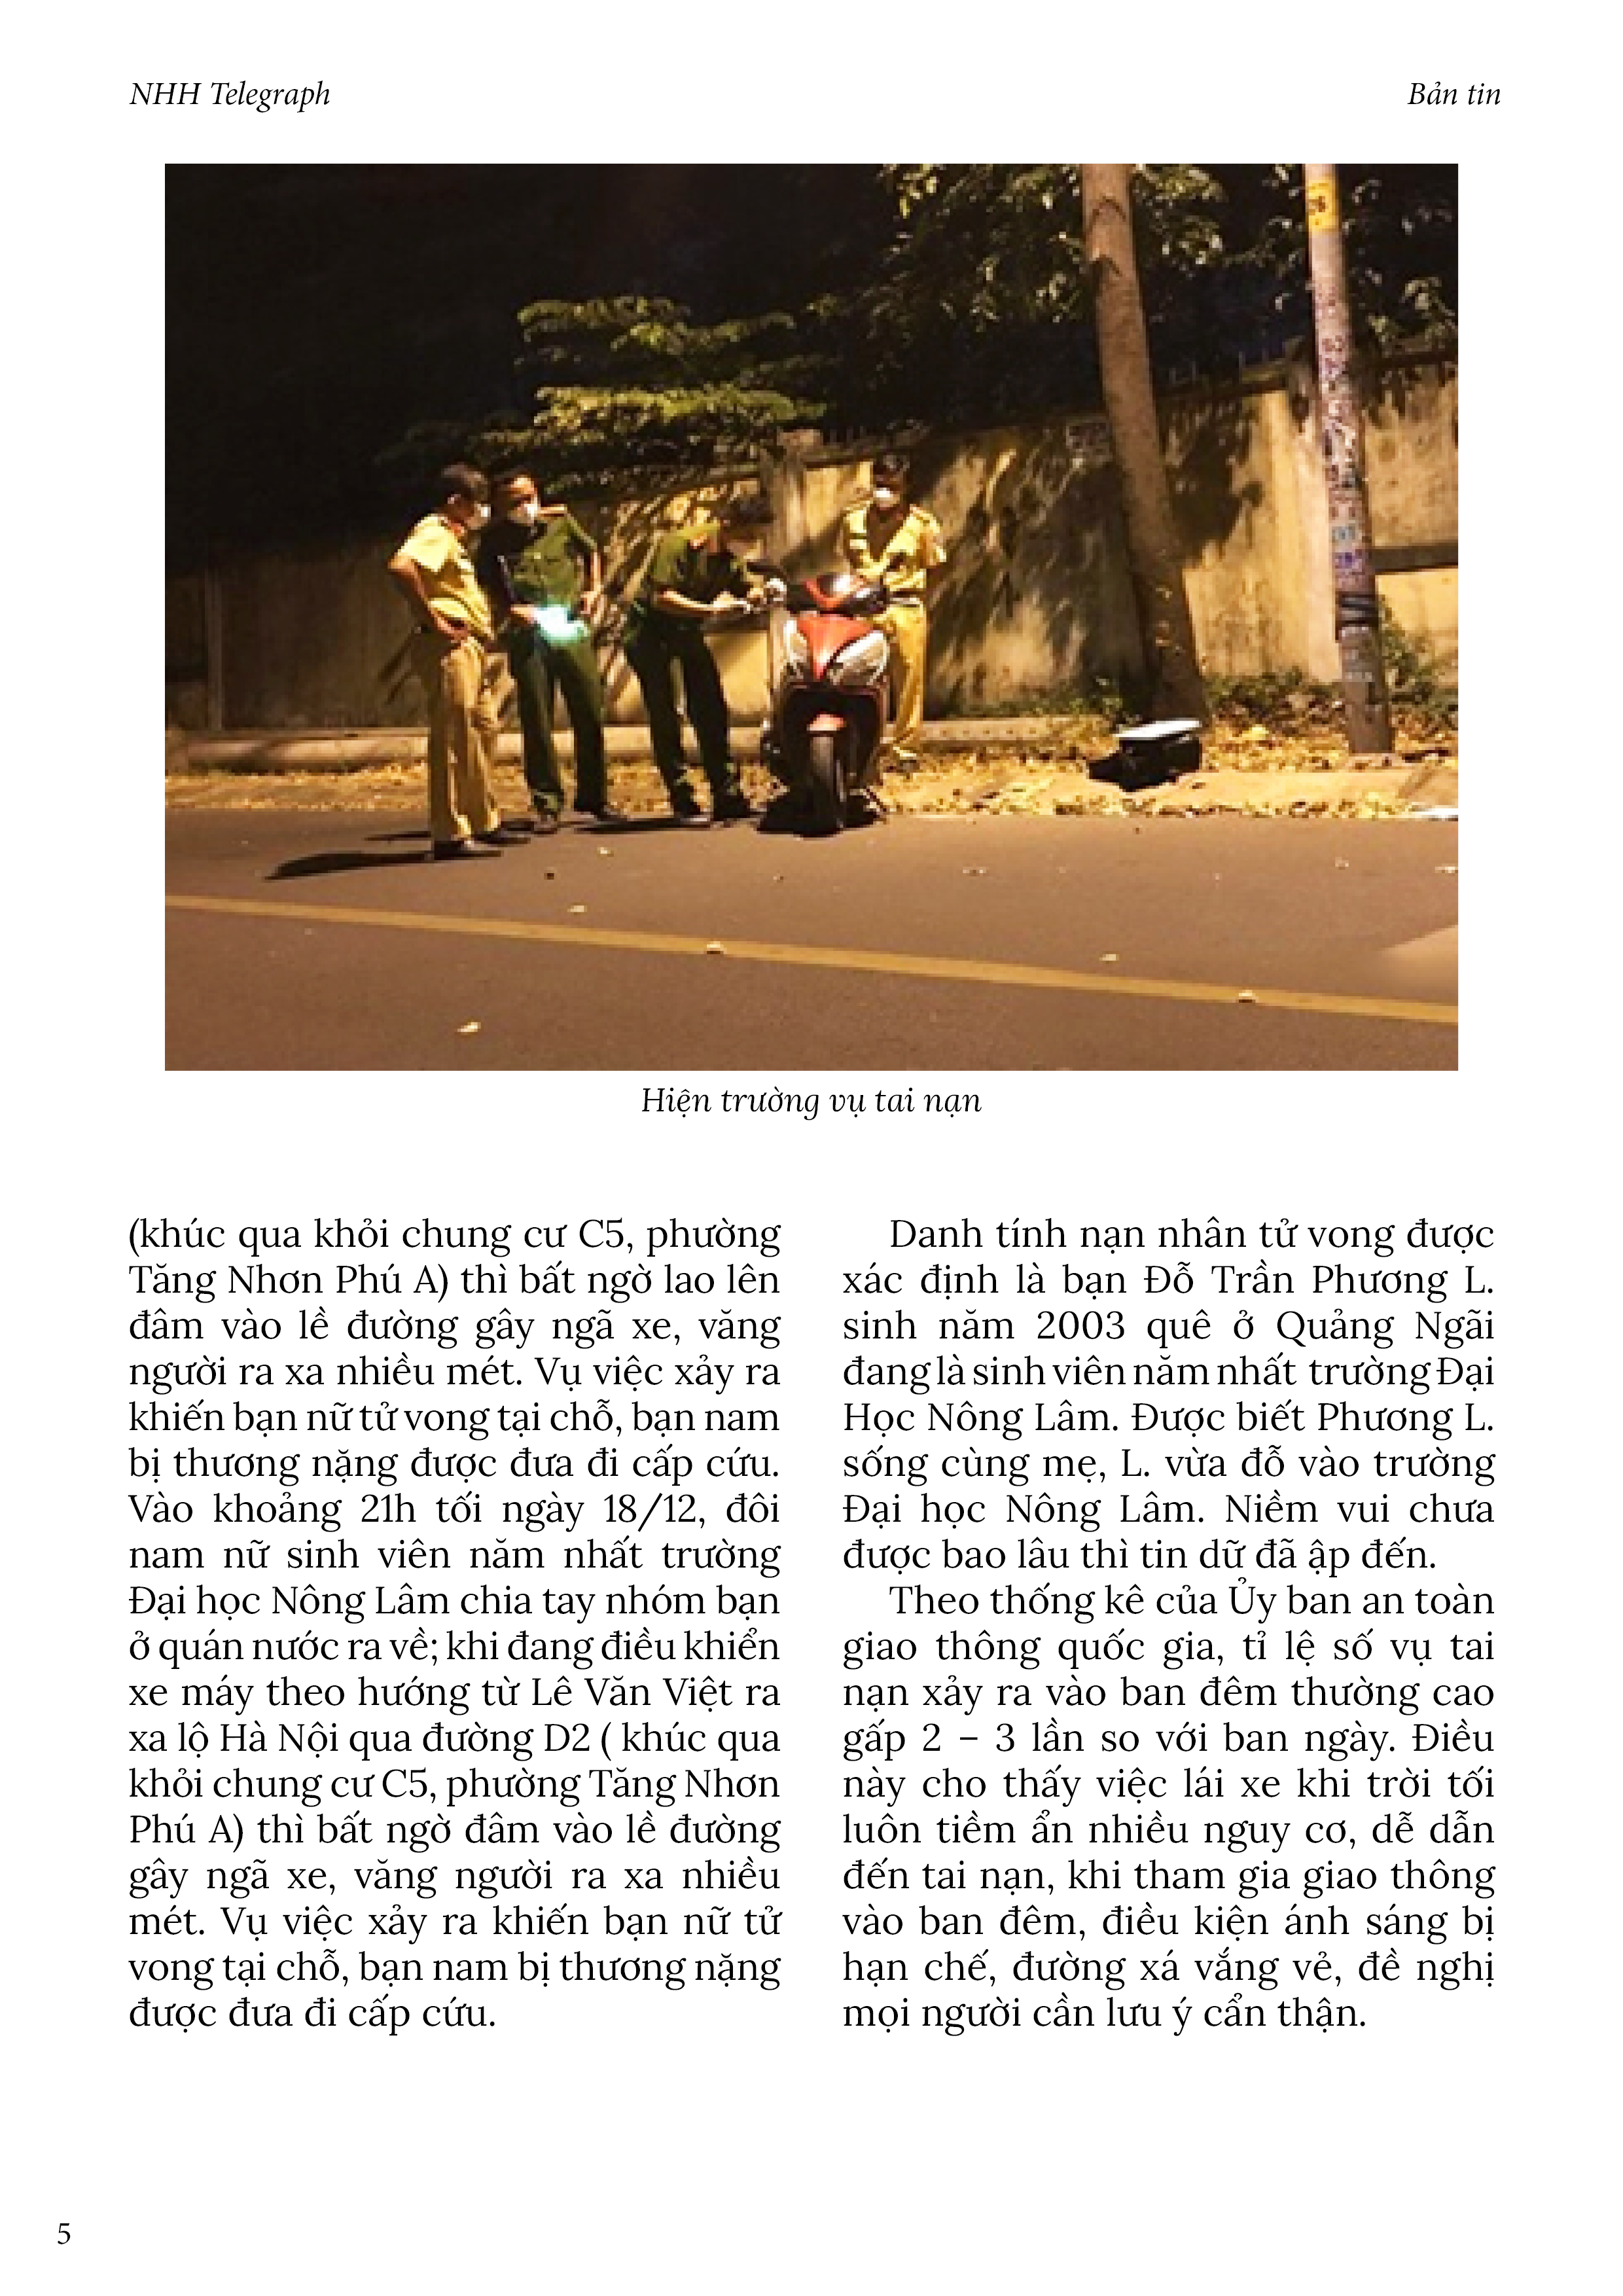 NHH Telegraph
Bản tin
Hiện trường vụ tai nạn
(khúc qua khỏi chung cư C5, phường
Tăng Nhơn Phú A) thì bất ngờ lao lên
đâm vào lề đường gây ngã xe, văng
người ra xa nhiều mét. Vụ việc xảy ra
khiến bạn nữ tử vong tại chỗ, bạn nam
bị thương nặng được đưa đi cấp cứu.
Vào khoảng 21h tối ngày 18/12, đôi
nam nữ sinh viên năm nhất trường
Đại học Nông Lâm chia tay nhóm bạn
ở quán nước ra về; khi đang điều khiển
xe máy theo hướng từ Lê Văn Việt ra
xa lộ Hà Nội qua đường D2 ( khúc qua
khỏi chung cư C5, phường Tăng Nhơn
Phú A) thì bất ngờ đâm vào lề đường
gây ngã xe, văng người ra xa nhiều
mét. Vụ việc xảy ra khiến bạn nữ tử
vong tại chỗ, bạn nam bị thương nặng
được đưa đi cấp cứu.
Danh tính nạn nhân tử vong được
xác định là bạn Đỗ Trần Phương L.
sinh năm 2003 quê ở Quảng Ngãi
đang là sinh viên năm nhất trường Đại
Học Nông Lâm. Được biết Phương L.
sống cùng mẹ, L. vừa đỗ vào trường
Đại học Nông Lâm. Niềm vui chưa
được bao lâu thì tin dữ đã ập đến.
Theo thống kê của Ủy ban an toàn
giao thông quốc gia, tỉ lệ số vụ tai
nạn xảy ra vào ban đêm thường cao
gấp 2 – 3 lần so với ban ngày. Điều
này cho thấy việc lái xe khi trời tối
luôn tiềm ẩn nhiều nguy cơ, dễ dẫn
đến tai nạn, khi tham gia giao thông
vào ban đêm, điều kiện ánh sáng bị
hạn chế, đường xá vắng vẻ, đề nghị
mọi người cần lưu ý cẩn thận.
5